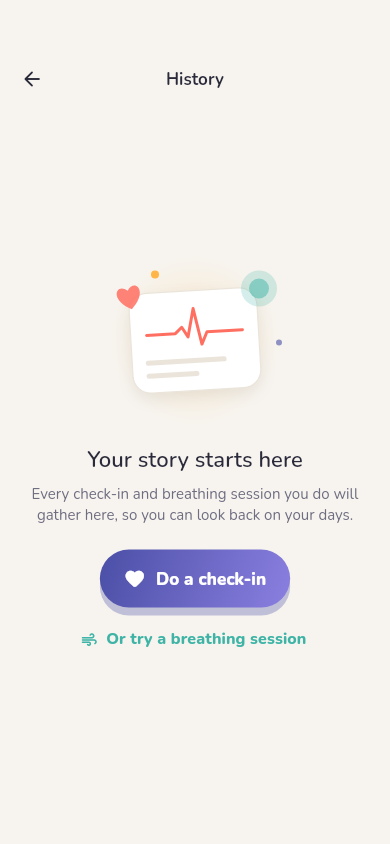 History
Your story starts here
Every check-in and breathing session you do will
gather here, so you can look back on your days.
Do a check-in
Or try a breathing session